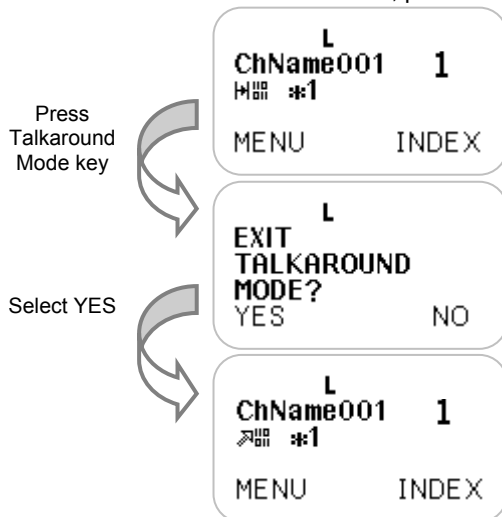 L
ChName001 1
*1
MENU INDEX
Press
Talkaround
Mode key
L
EXIT
TALKAROUND
MODE?
YES NO
Select YES
L
ChName001 1
*1
MENU INDEX